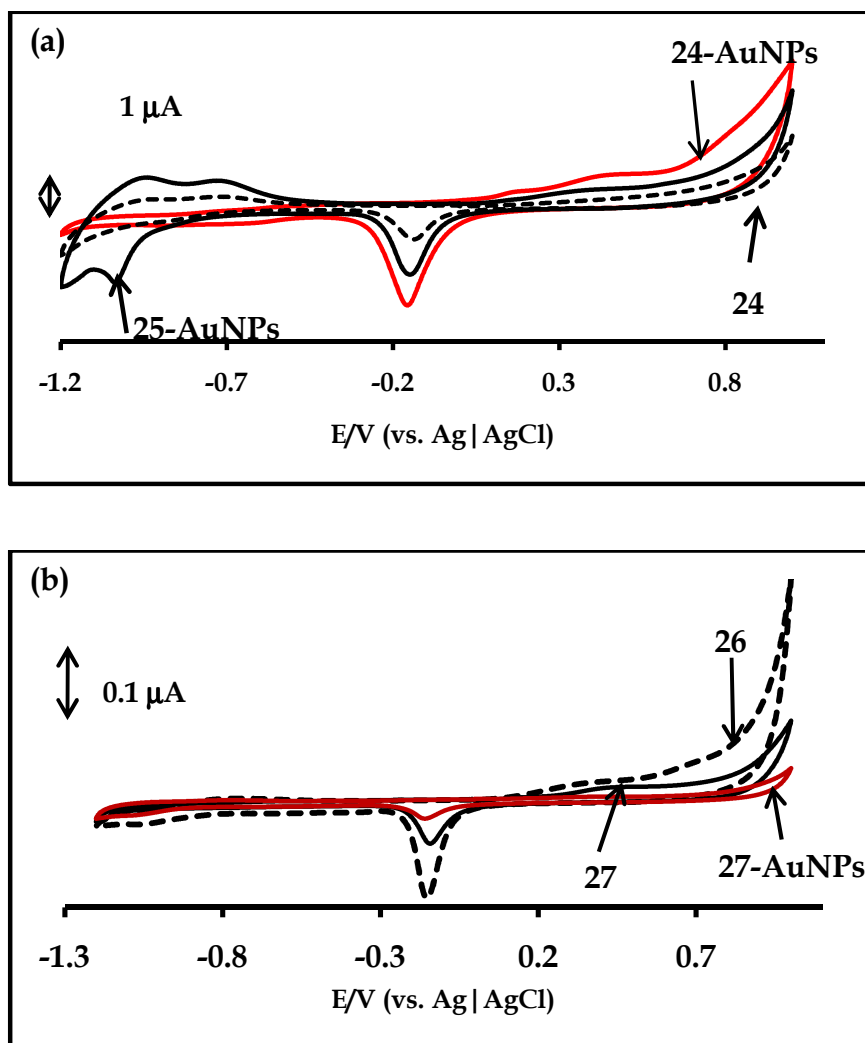 (a)
24-AuNPs
1 μA
24
25-AuNPs
-1.2 -0.7 -0.2 0.3 0.8
E/V (vs. Ag|AgCl)
(b)
26
0.1 μA
27
27-AuNPs
-1.3 -0.8 -0.3 0.2 0.7
E/V (vs. Ag|AgCl)